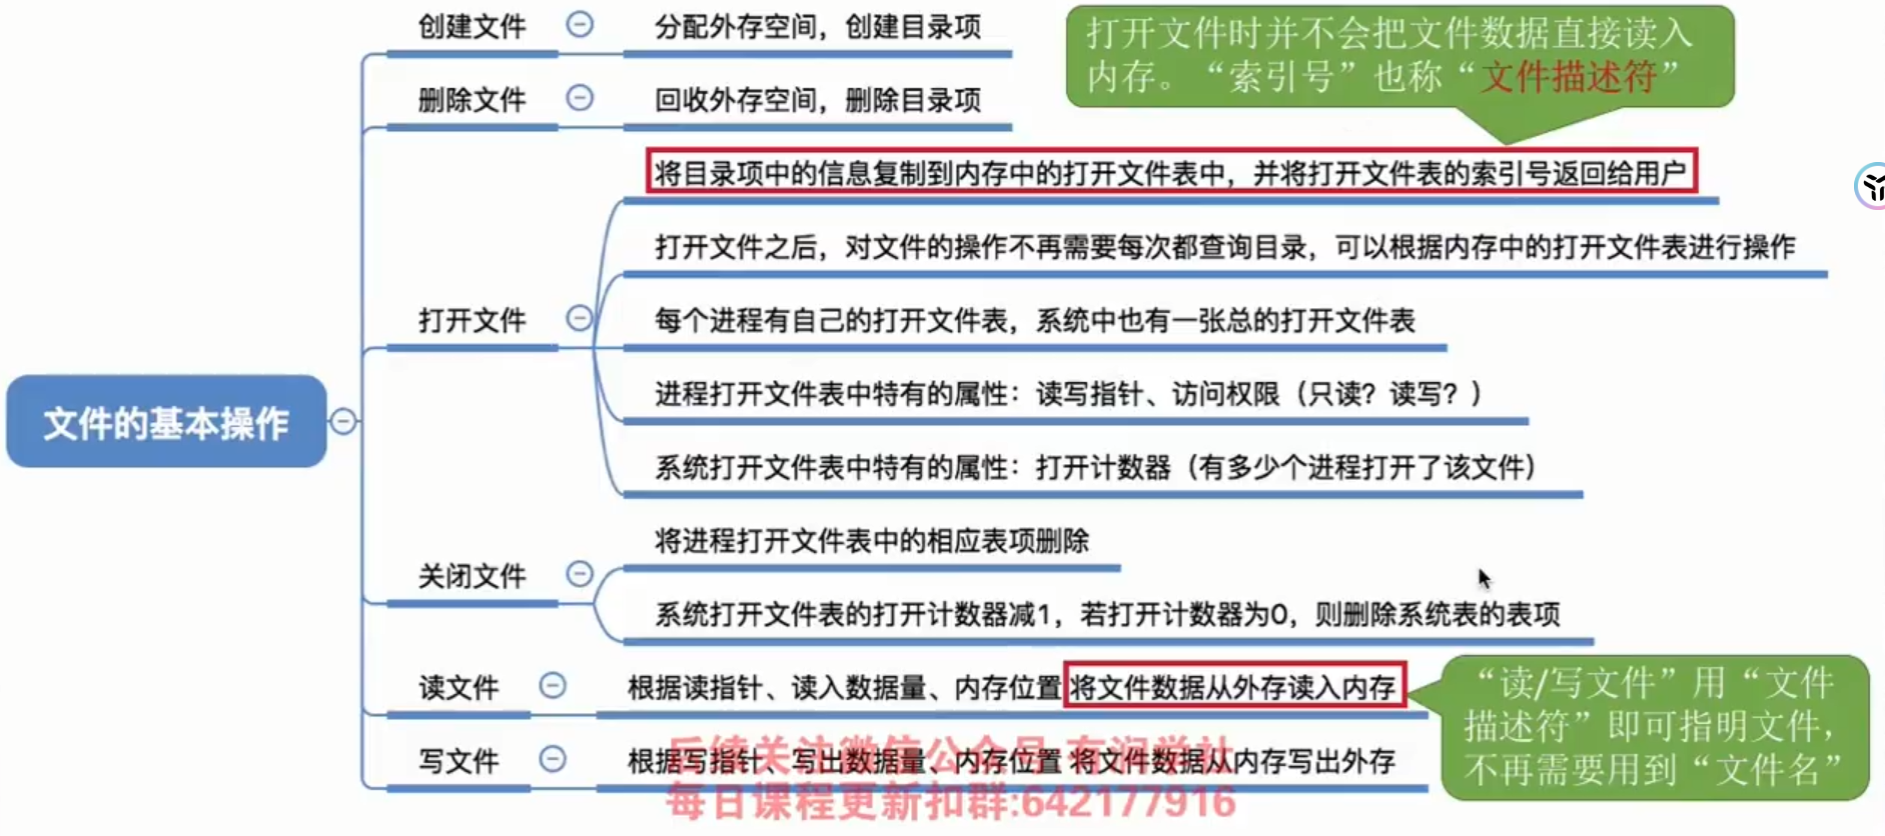 创建文件
分配外存空间，创建目录项
打开文件时并不会把文件数据直接读入
内存。“索引号”也称“文件描述符”
删除文件
回收外存空间，删除目录项
将目录项中的信息复制到内存中的打开文件表中，并将打开文件表的索引号返回给用户
打开文件之后，对文件的操作不再需要每次都查询目录，可以根据内存中的打开文件表进行操作
打开文件
每个进程有自己的打开文件表，系统中也有一张总的打开文件表
进程打开文件表中特有的属性：读写指针、访问权限（只读？读写？）
文件的基本操作
系统打开文件表中特有的属性：打开计数器（有多少个进程打开了该文件）
将进程打开文件表中的相应表项删除
关闭文件
系统打开文件表的打开计数器减1，若打开计数器为0，则删除系统表的表项
读文件
根据读指针、读入数据量、内存位置 将文件数据从外存读入内存
“读/写文件”用“文件
描述符”即可指明文件，
不再需要用到“文件名”
写文件
根据写指针、写出数据量、内存位置 将文件数据从内存写出外存
后续关注微信公众号 有润学社
每日课程更新扣群:642177916